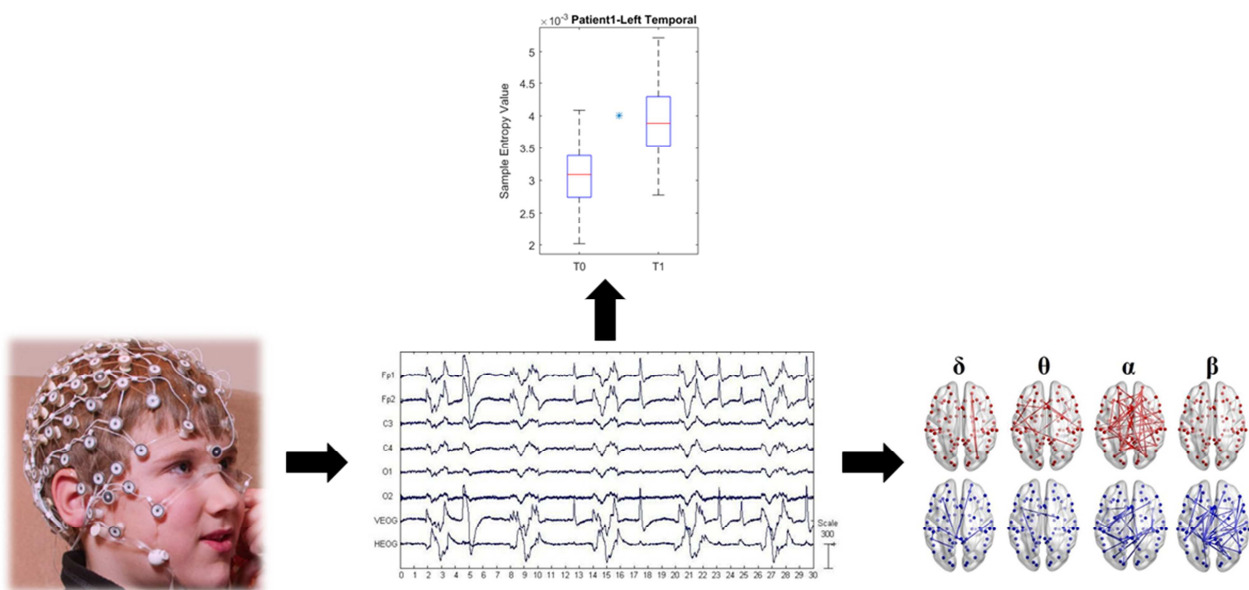 ×10⁻³ Patient1-Left Temporal
Sample Entropy Value
5
4.5
4
3.5
3
2.5
2
T0 T1
Fp1
Fp2
C3
C4
O1
O2
VEOG
HEOG
Scale
300
0 1 2 3 4 5 6 7 8 9 10 11 12 13 14 15 16 17 18 19 20 21 22 23 24 25 26 27 28 29 30
δ θ α β